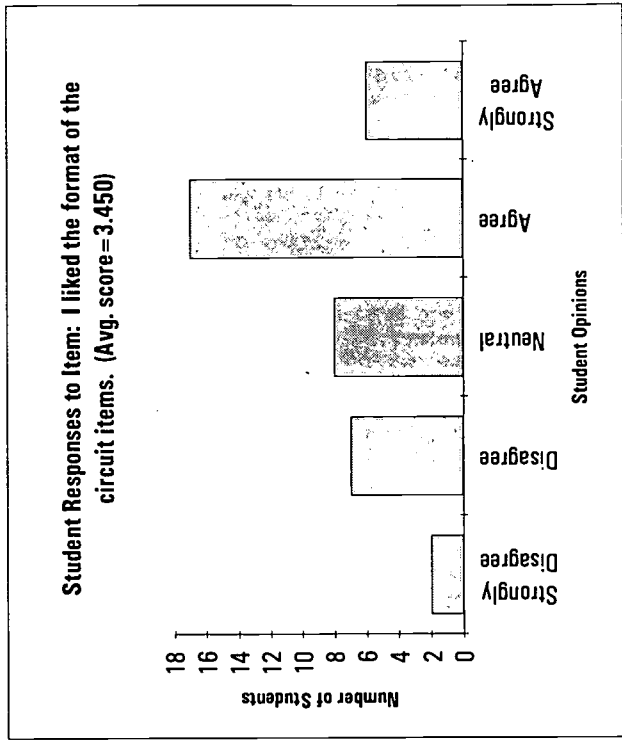 Student Responses to Item: I liked the format of the
circuit items. (Avg. score=3.450)
Number of Students
18
16
14
12
10
8
6
4
2
0
Strongly
Disagree
Disagree
Neutral
Agree
Strongly
Agree
Student Opinions